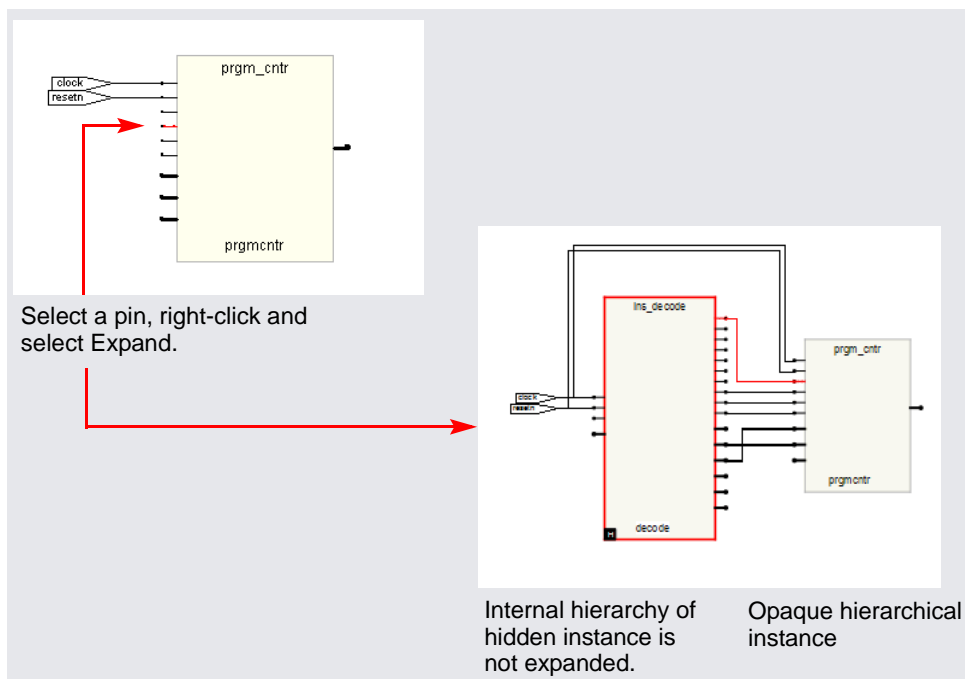 prgm_cntr
clock
resetn
prgmcntr
Select a pin, right-click and
select Expand.
Ins_decode
prgm_cntr
clock
resetn
prgmcntr
decode
H
Internal hierarchy of
hidden instance is
not expanded.
Opaque hierarchical
instance